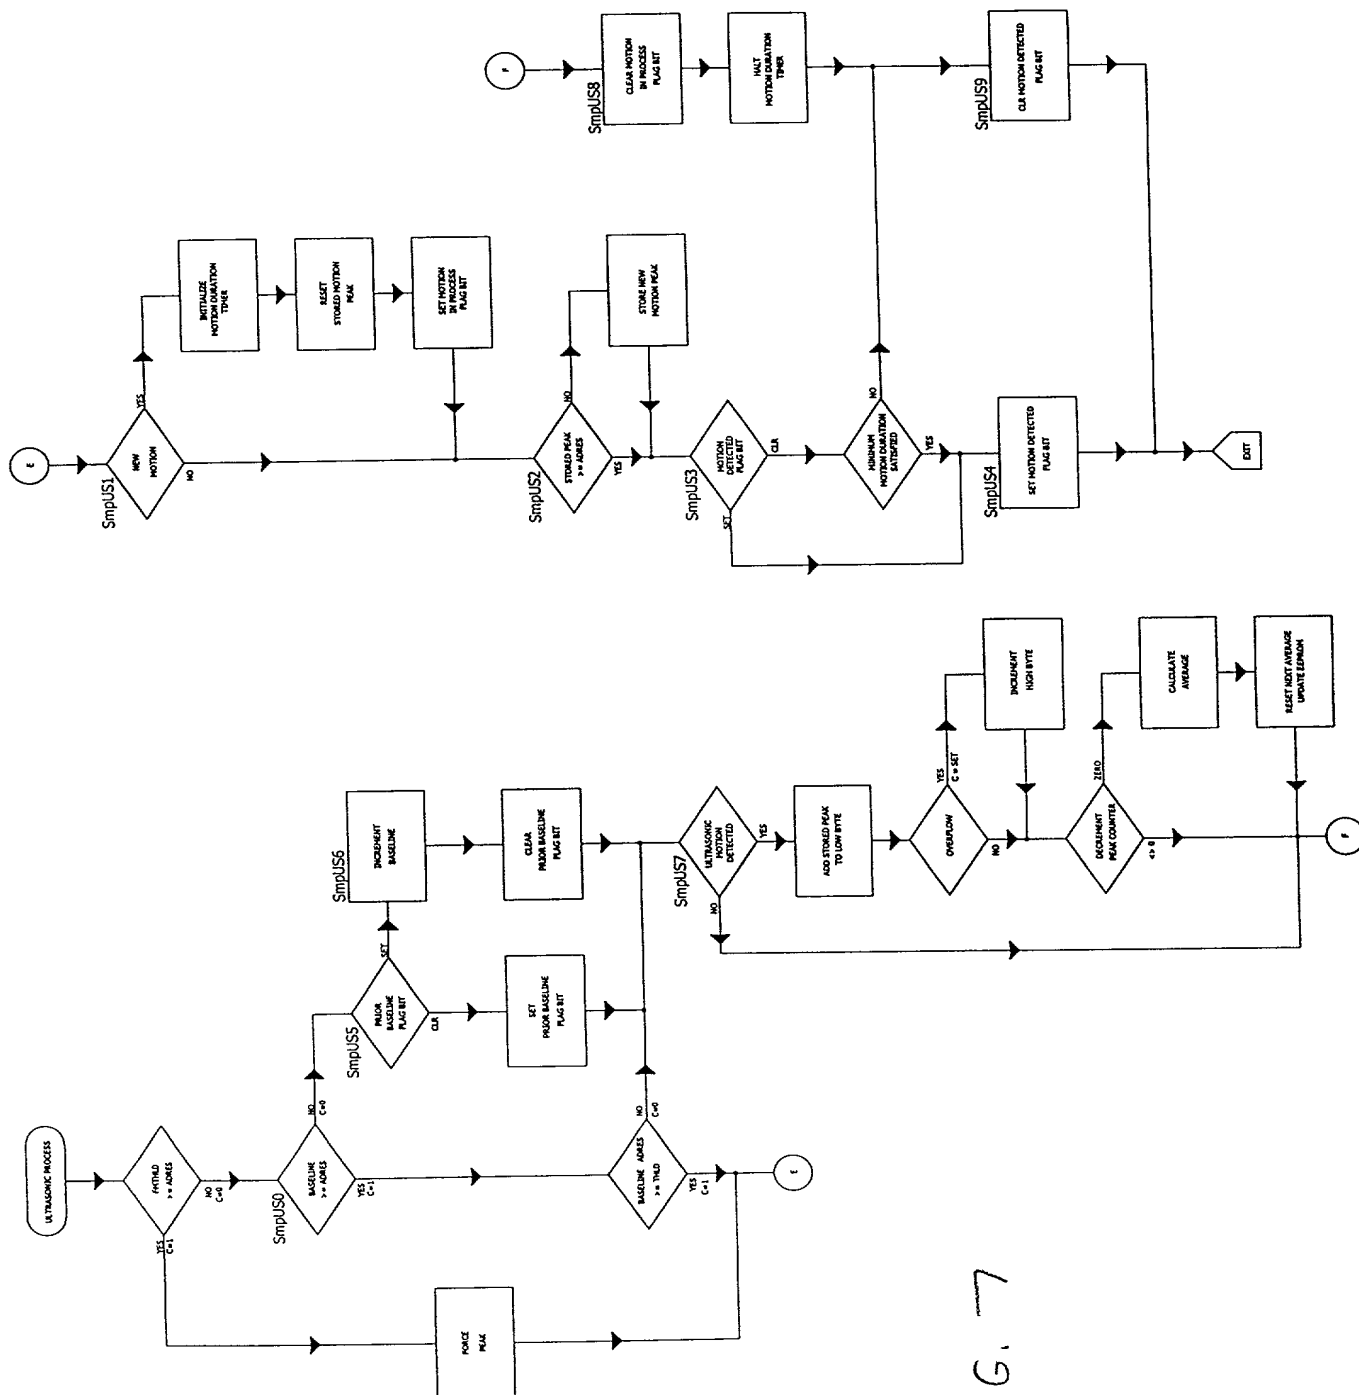 ULTRASONIC PROCESS
FMTHLD
>= ADRES
YES
C=1
NO
C=0
FORCE
PEAK
SmpUS0
BASELINE
>= ADRES
NO
C=0
YES
C=1
SmpUS5
PRIOR
BASELINE
FLAG BIT
SET
CLR
SmpUS6
INCREMENT
BASELINE
CLEAR
PRIOR BASELINE
FLAG BIT
SET
PRIOR BASELINE
FLAG BIT
BASELINE ADRES
>= THLD
NO
C=0
YES
C=1
E
SmpUS7
ULTRASONIC
MOTION
DETECTED
NO
YES
ADD STORED PEAK
TO LOW BYTE
OVERFLOW
YES
C = SET
NO
INCREMENT
HIGH BYTE
DECREMENT
PEAK COUNTER
ZERO
<> 0
CALCULATE
AVERAGE
RESET NEXT AVERAGE
UPDATE EEPROM
F
E
SmpUS1
NEW
MOTION
YES
NO
INITIALIZE
MOTION DURATION
TIMER
RESET
STORED MOTION
PEAK
SET MOTION
IN PROCESS
FLAG BIT
SmpUS2
STORED PEAK
>= ADRES
NO
YES
STORE NEW
MOTION PEAK
SmpUS3
MOTION
DETECTED
FLAG BIT
SET
CLR
MINIMUM
MOTION DURATION
SATISFIED
NO
YES
SmpUS4
SET MOTION DETECTED
FLAG BIT
F
SmpUS8
CLEAR MOTION
IN PROCESS
FLAG BIT
HALT
MOTION DURATION
TIMER
SmpUS9
CLR MOTION DETECTED
FLAG BIT
EXIT
G. 7